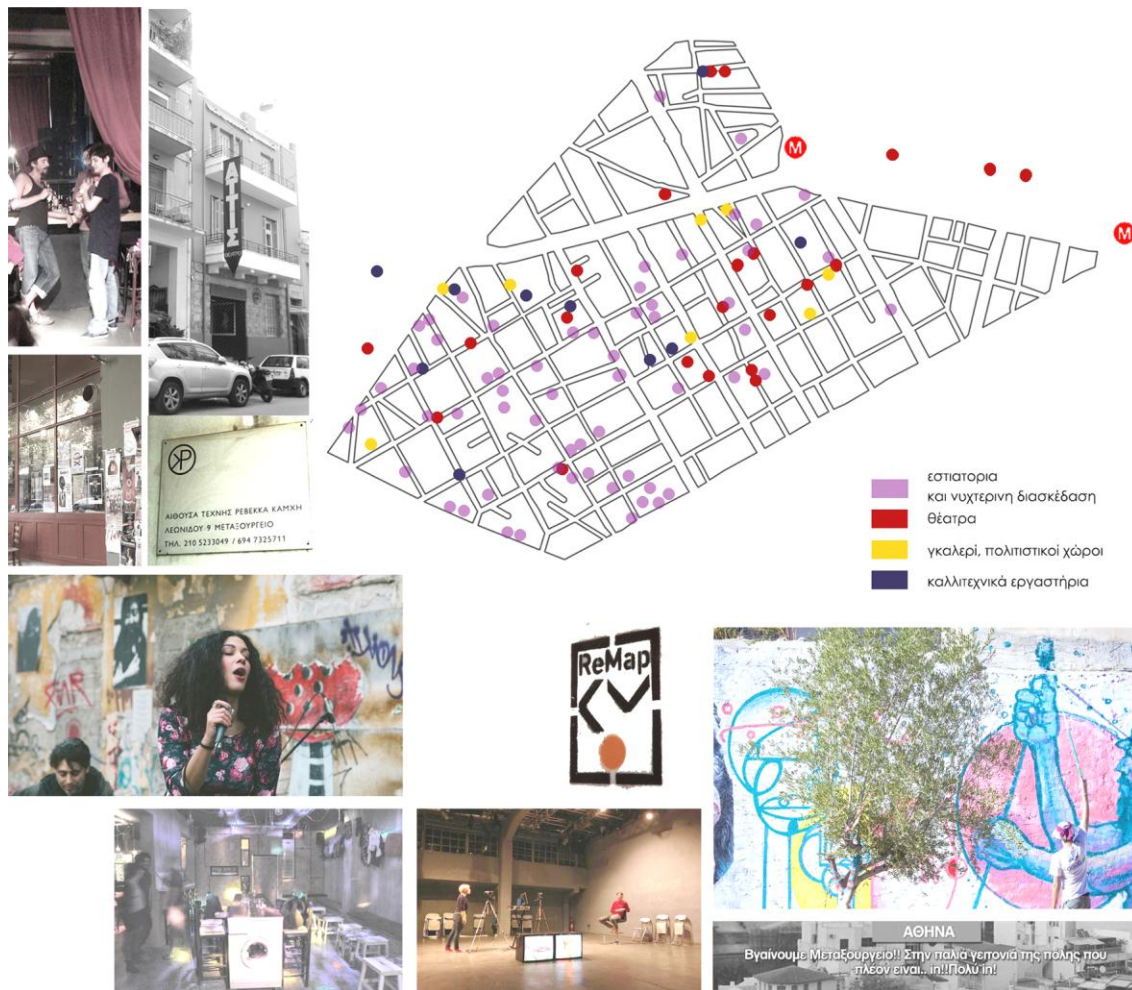 ΑΤΤΙΣ
M
M
ΚΡ
ΑΙΘΟΥΣΑ ΤΕΧΝΗΣ ΡΕΒΕΚΚΑ ΚΑΜΧΗ
ΛΕΩΝΙΔΟΥ 9 ΜΕΤΑΞΟΥΡΓΕΙΟ
ΤΗΛ. 210 5233049 / 694 7325711
εστιατορια
και νυχτερινη διασκέδαση
θέατρα
γκαλερί, πολιτιστικοί χώροι
καλλιτεχνικά εργαστήρια
ReMap
KM
ΑΘΗΝΑ
Βγαίνουμε Μεταξουργείο!! Στην παλιά γειτονιά της πόλης που
πλέον είναι.. in!!Πολύ in!